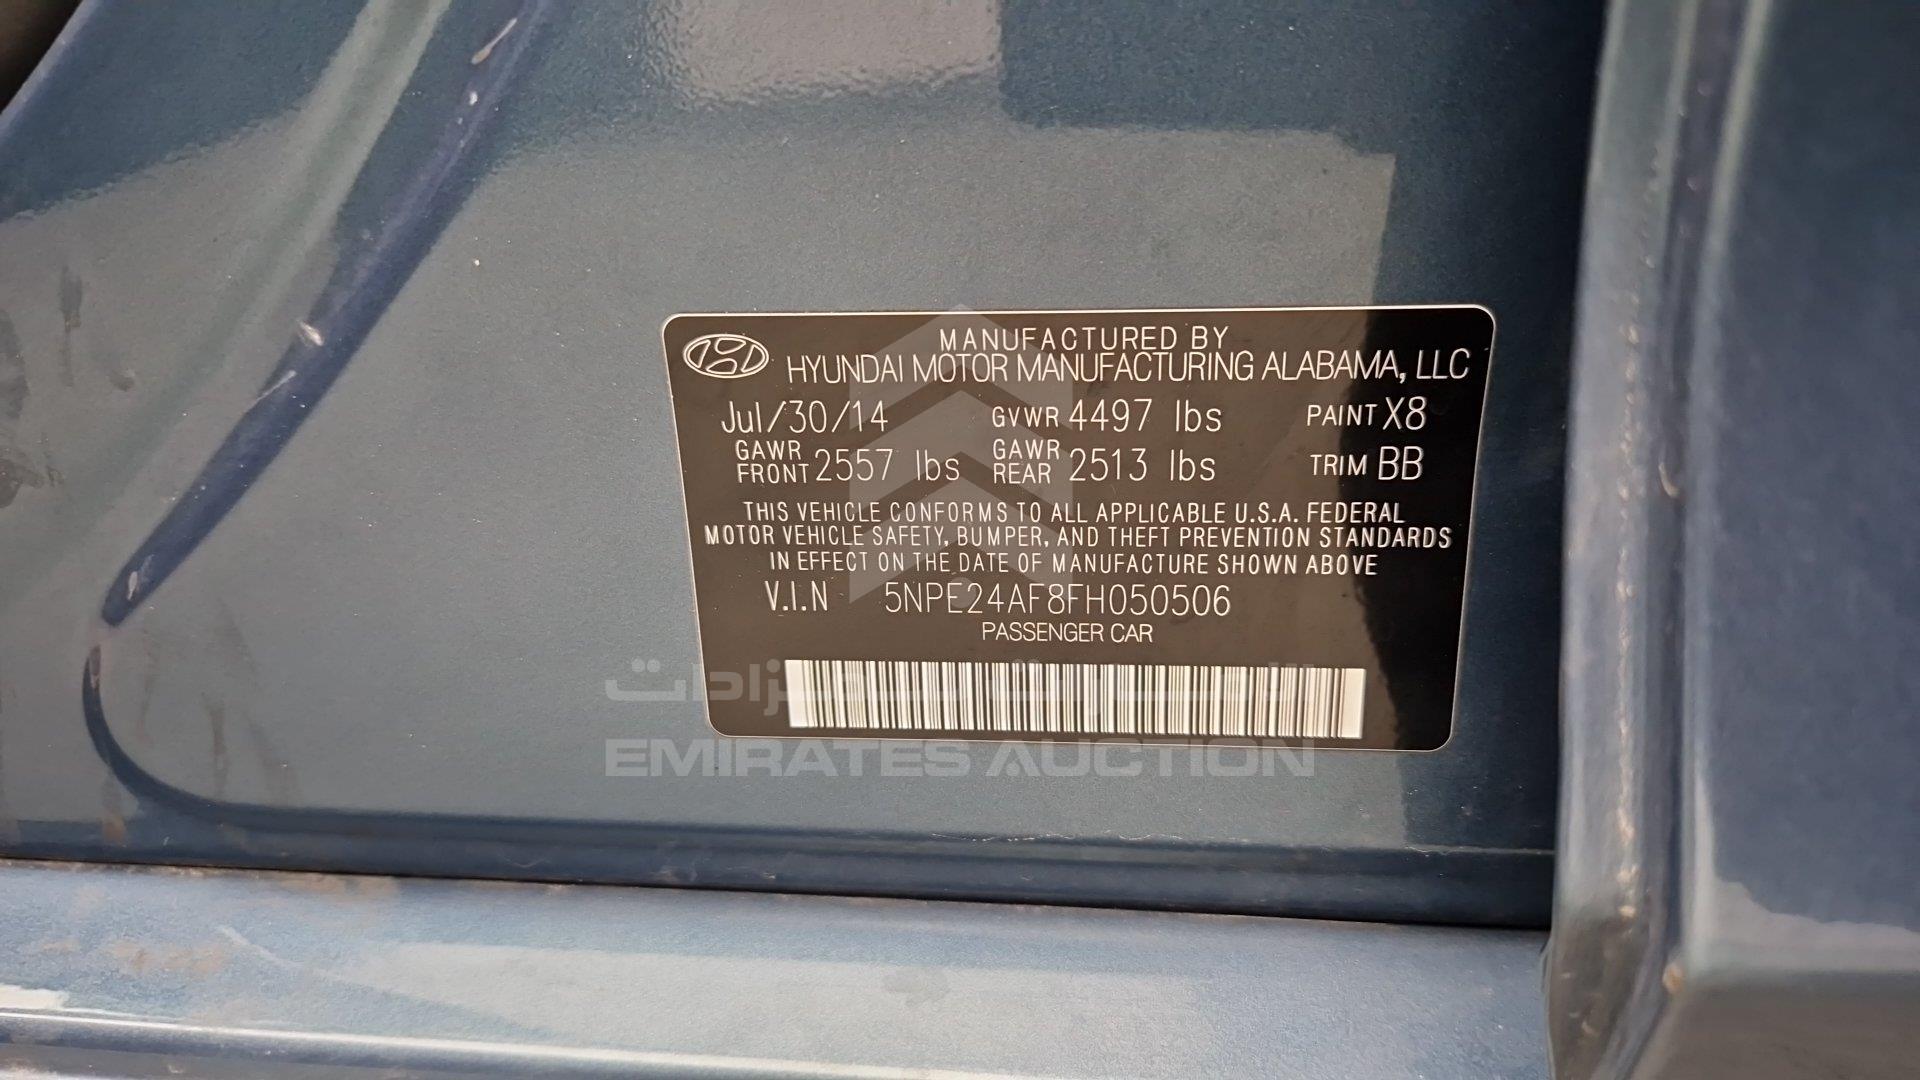 MANUFACTURED BY
HYUNDAI MOTOR MANUFACTURING ALABAMA, LLC
Jul/30/14 GVWR 4497 lbs PAINT X8
GAWR FRONT 2557 lbs GAWR REAR 2513 lbs TRIM BB
THIS VEHICLE CONFORMS TO ALL APPLICABLE U.S.A. FEDERAL
MOTOR VEHICLE SAFETY, BUMPER, AND THEFT PREVENTION STANDARDS
IN EFFECT ON THE DATE OF MANUFACTURE SHOWN ABOVE
V.I.N 5NPE24AF8FH050506
PASSENGER CAR
الإمارات للمزادات
EMIRATES AUCTION